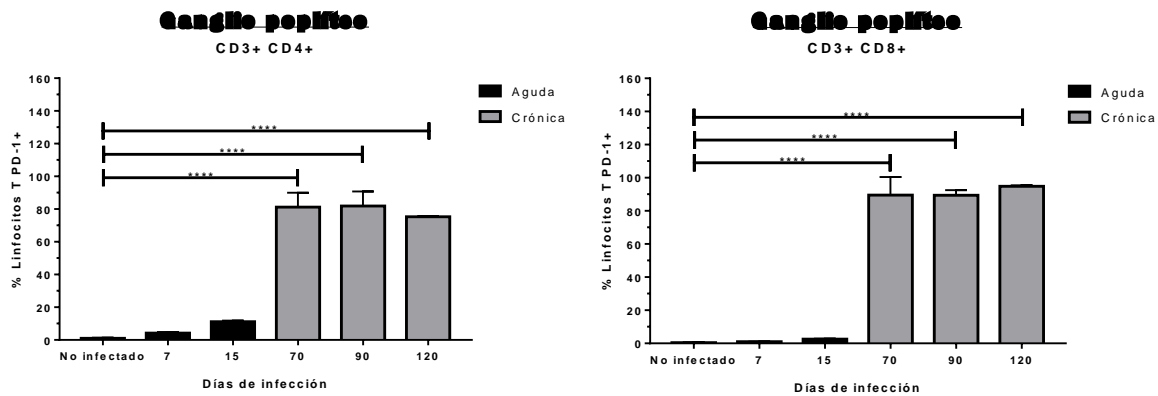 Ganglio poplíteo
CD3+ CD4+
160
140
120
100
80
60
40
20
0
% Linfocitos T PD-1+
****
****
****
Aguda
Crónica
No infectado 7 15 70 90 120
Días de infección
Ganglio poplíteo
CD3+ CD8+
160
140
120
100
80
60
40
20
0
% Linfocitos T PD-1+
****
****
****
Aguda
Crónica
No infectado 7 15 70 90 120
Días de infección